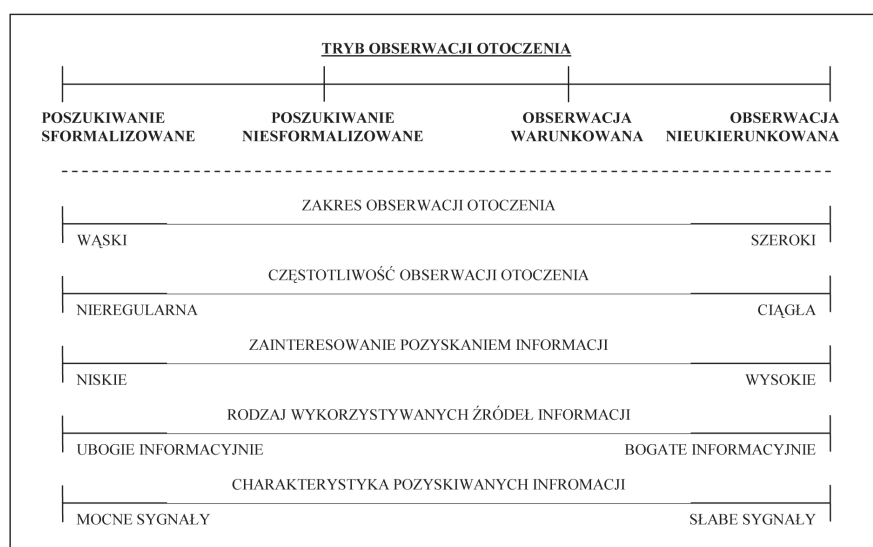 TRYB OBSERWACJI OTOCZENIA
POSZUKIWANIE SFORMALIZOWANE
POSZUKIWANIE NIESFORMALIZOWANE
OBSERWACJA WARUNKOWANA
OBSERWACJA NIEUKIERUNKOWANA
ZAKRES OBSERWACJI OTOCZENIA
WĄSKI
SZEROKI
CZĘSTOTLIWOŚĆ OBSERWACJI OTOCZENIA
NIEREGULARNA
CIĄGŁA
ZAINTERESOWANIE POZYSKANIEM INFORMACJI
NISKIE
WYSOKIE
RODZAJ WYKORZYSTYWANYCH ŹRÓDEŁ INFORMACJI
UBOGIE INFORMACYJNIE
BOGATE INFORMACYJNIE
CHARAKTERYSTYKA POZYSKIWANYCH INFROMACJI
MOCNE SYGNAŁY
SŁABE SYGNAŁY